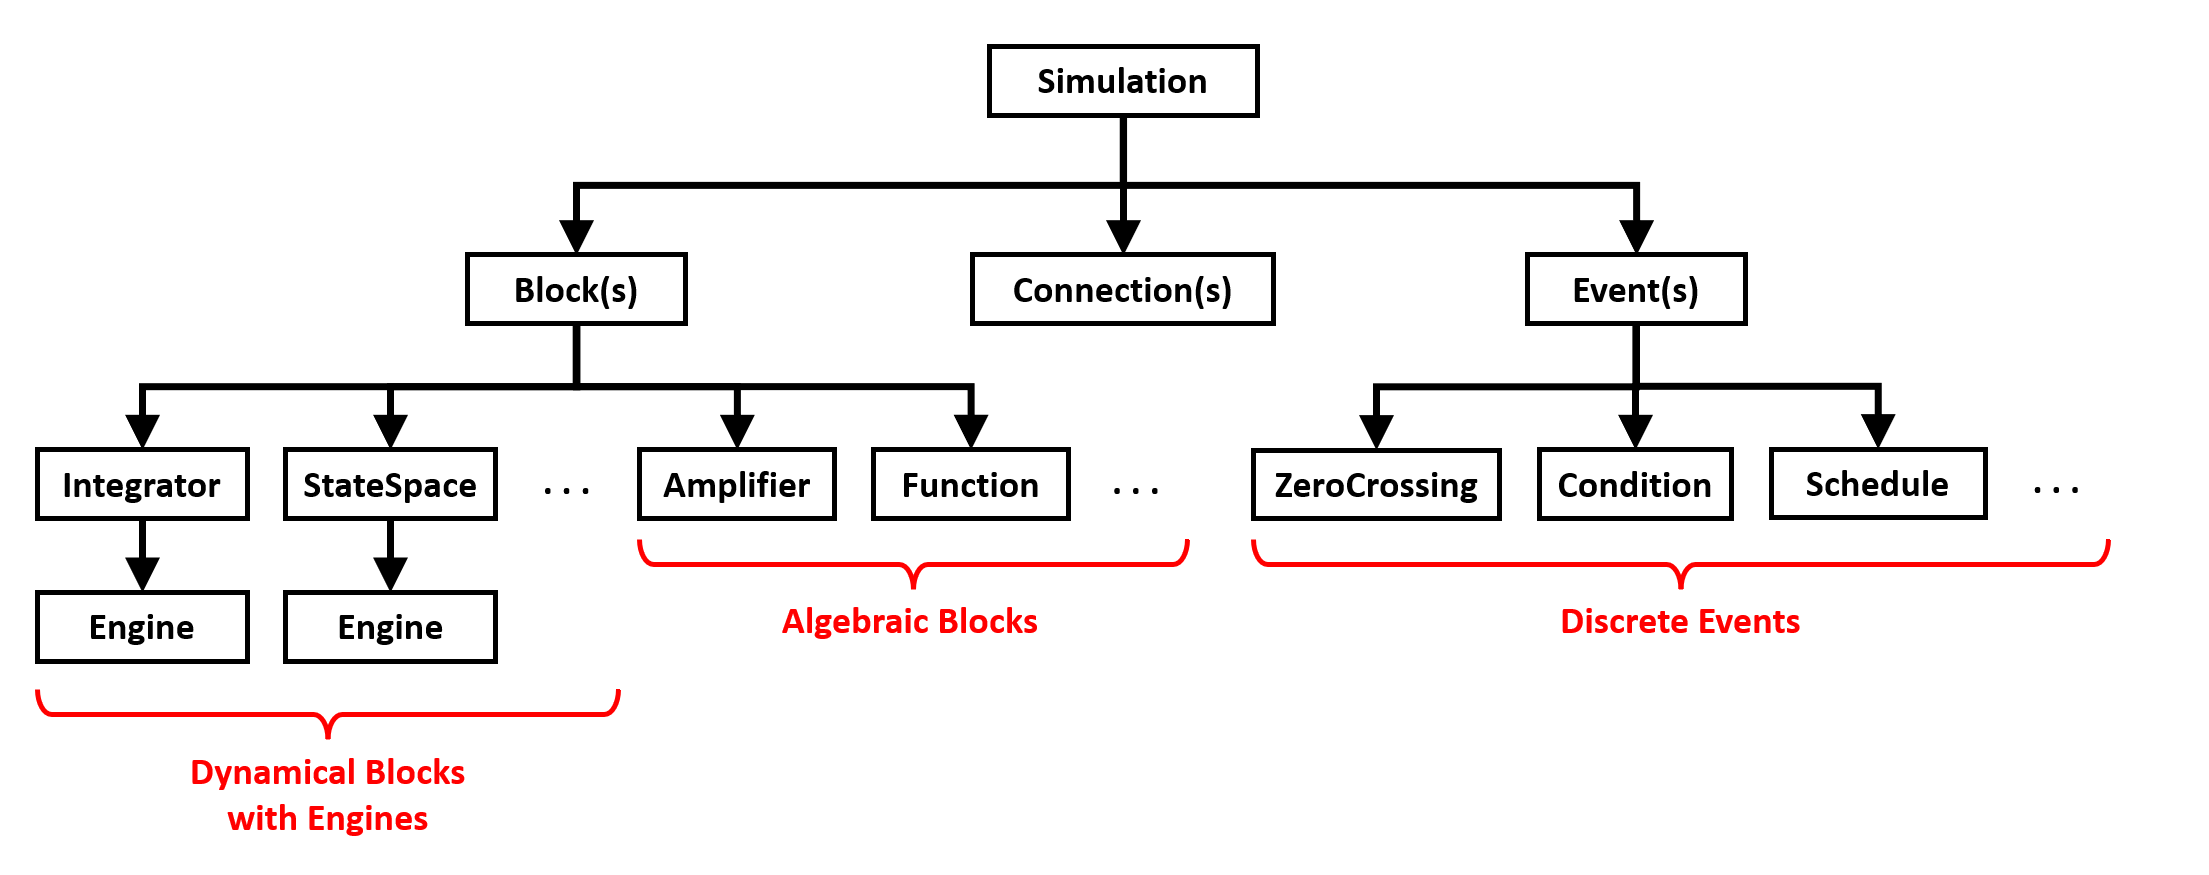 Simulation
Block(s)
Connection(s)
Event(s)
Integrator
StateSpace
. . .
Amplifier
Function
. . .
ZeroCrossing
Condition
Schedule
. . .
Engine
Engine
Algebraic Blocks
Discrete Events
Dynamical Blocks
with Engines